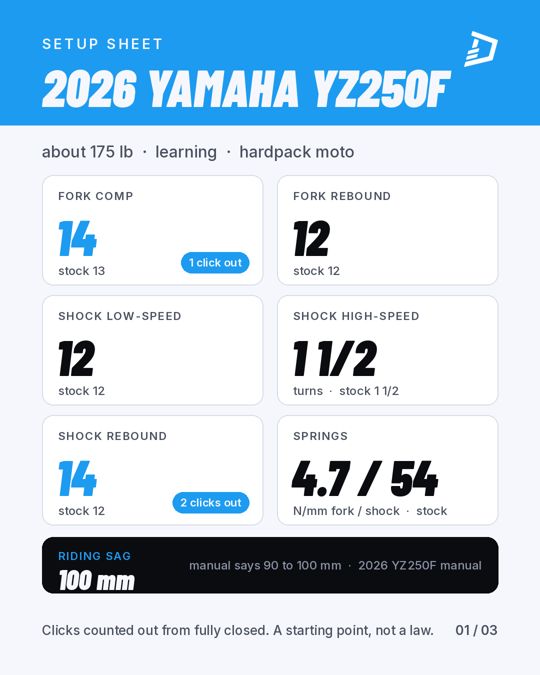 SETUP SHEET
2026 YAMAHA YZ250F
about 175 lb · learning · hardpack moto
FORK COMP
14
stock 13
1 click out
FORK REBOUND
12
stock 12
SHOCK LOW-SPEED
12
stock 12
SHOCK HIGH-SPEED
1 1/2
turns · stock 1 1/2
SHOCK REBOUND
14
stock 12
2 clicks out
SPRINGS
4.7 / 54
N/mm fork / shock · stock
RIDING SAG
100 mm
manual says 90 to 100 mm · 2026 YZ250F manual
Clicks counted out from fully closed. A starting point, not a law.
01 / 03